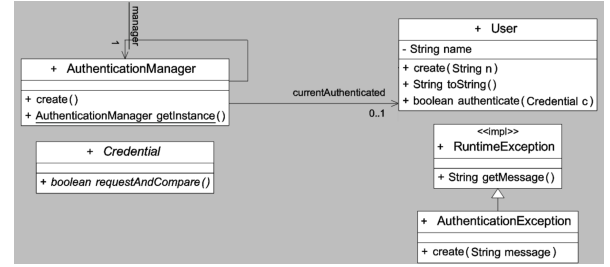 manager
1
+ AuthenticationManager
+ create()
+ AuthenticationManager getInstance()
currentAuthenticated
0..1
+ User
- String name
+ create(String n)
+ String toString()
+ boolean authenticate(Credential c)
+ Credential
+ boolean requestAndCompare()
<<impl>>
+ RuntimeException
+ String getMessage()
+ AuthenticationException
+ create(String message)